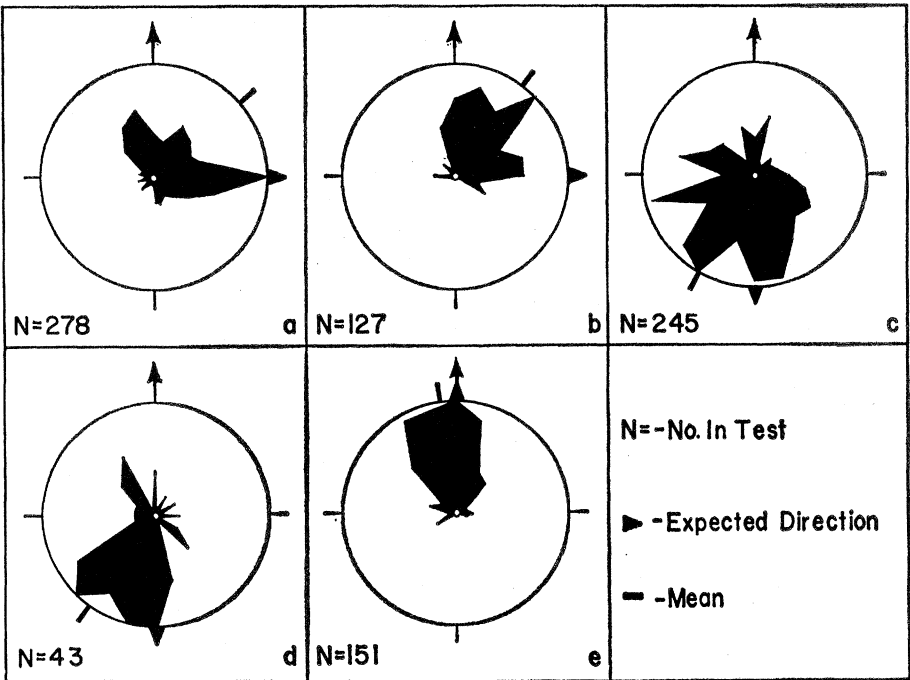 N=278 a
N=127 b
N=245 c
N=43 d
N=151 e
N=-No. In Test
-Expected Direction
-Mean